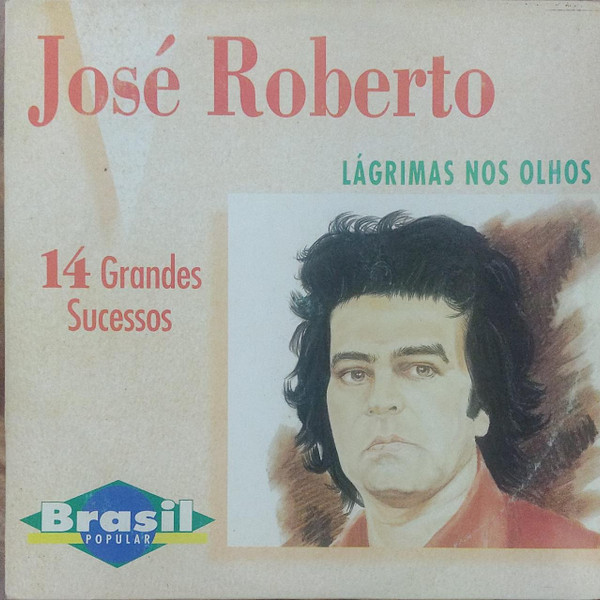 José Roberto
LÁGRIMAS NOS OLHOS
14 Grandes
Sucessos
Brasil
POPULAR